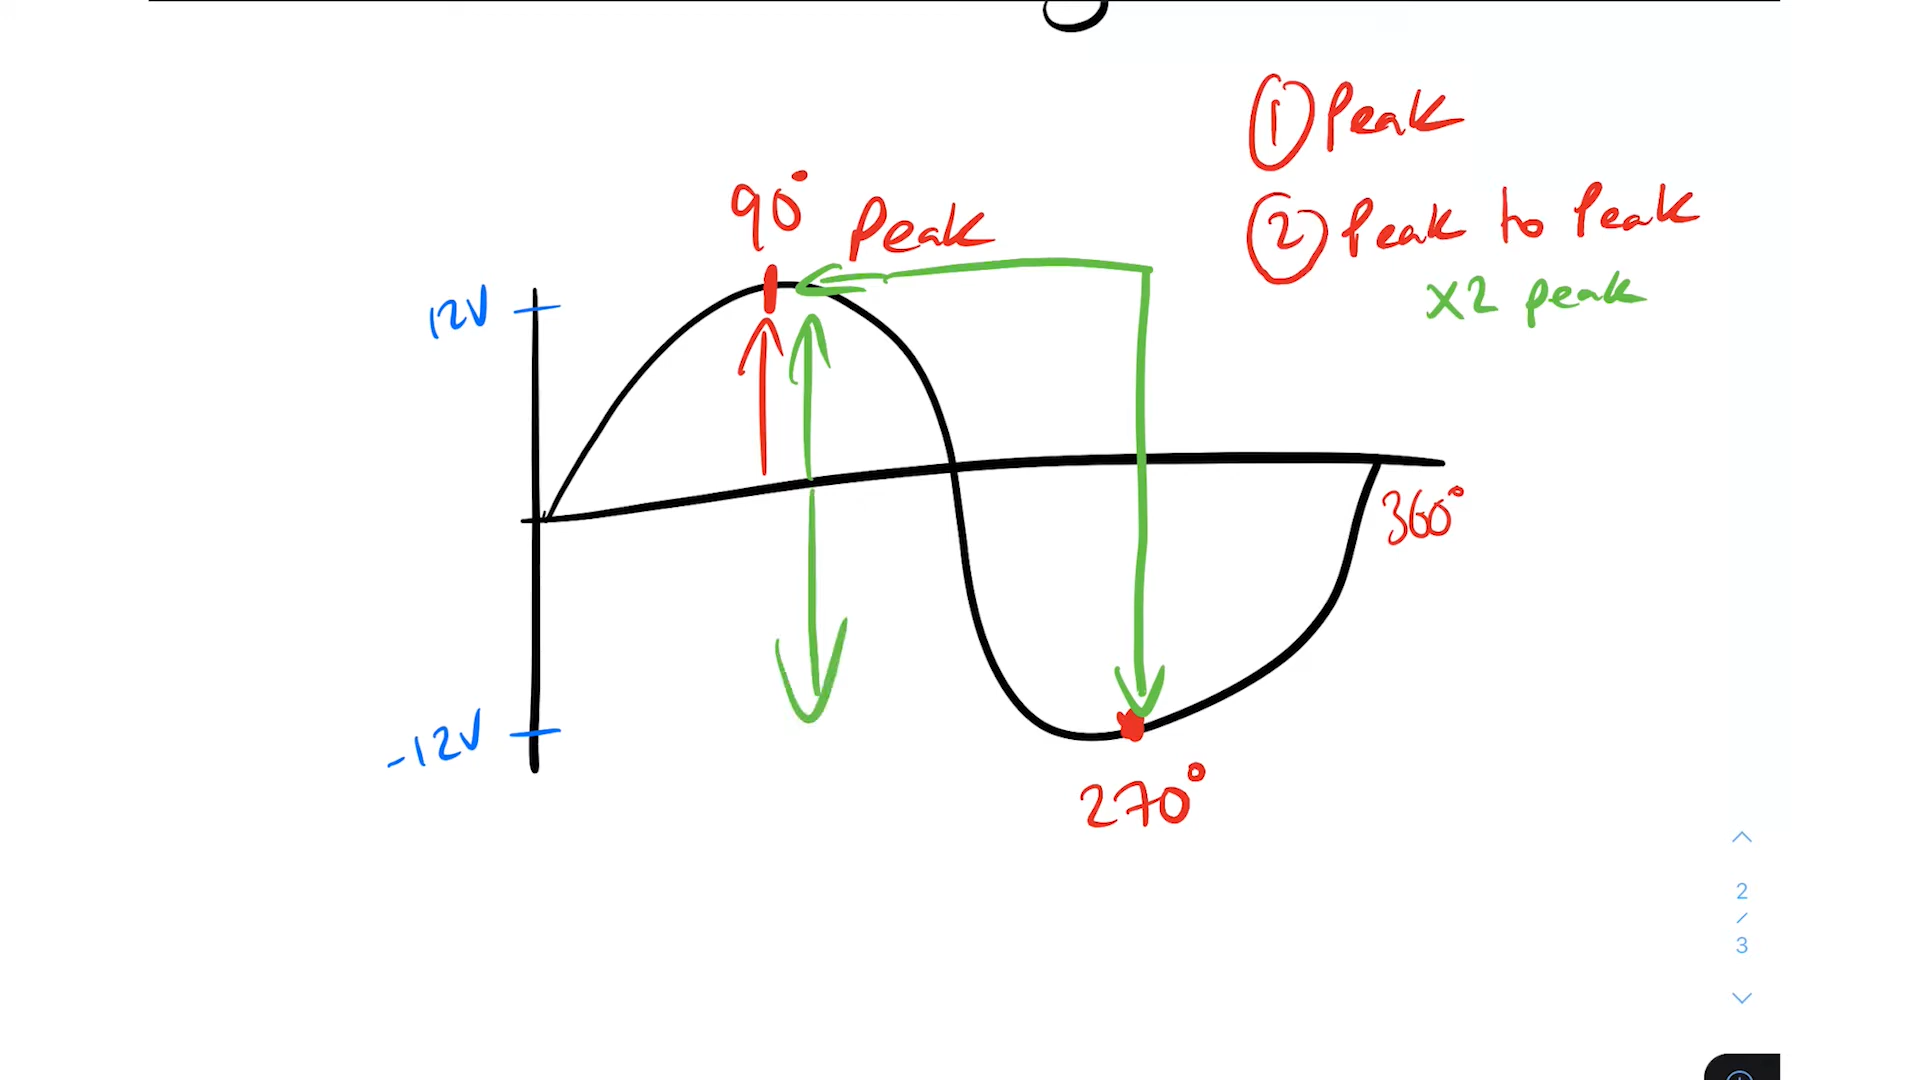 ① Peak
② Peak to Peak
x2 peak
90°
Peak
12V
360°
-12V
270°
2
/
3